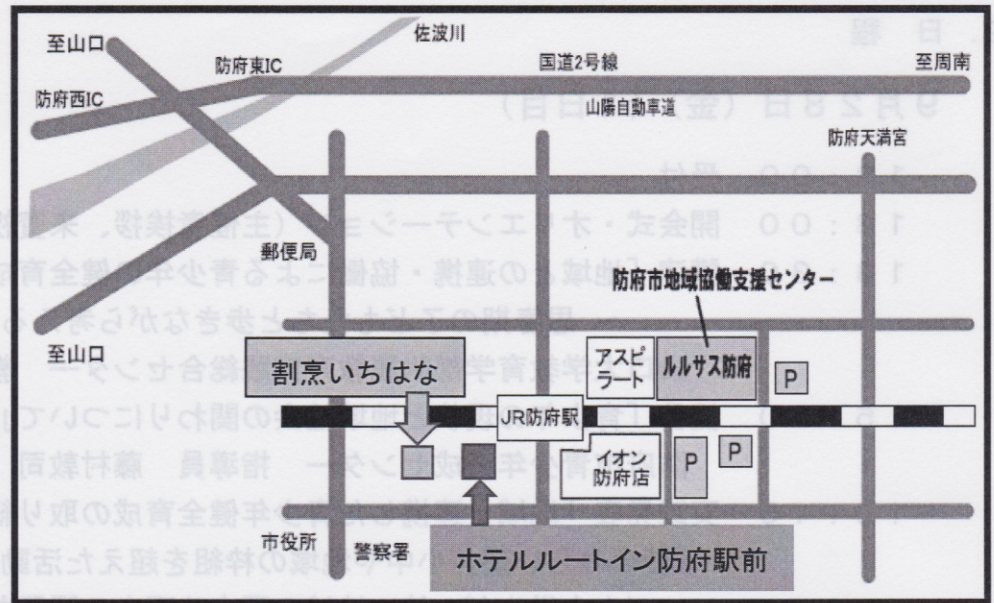 佐波川
至山口
防府東IC
国道2号線
至周南
防府西IC
山陽自動車道
防府天満宮
郵便局
防府市地域協働支援センター
至山口
割烹いちはな
アスピ
ラート
ルルサス防府
P
JR防府駅
イオン
防府店
P
P
市役所
警察署
ホテルルートイン防府駅前